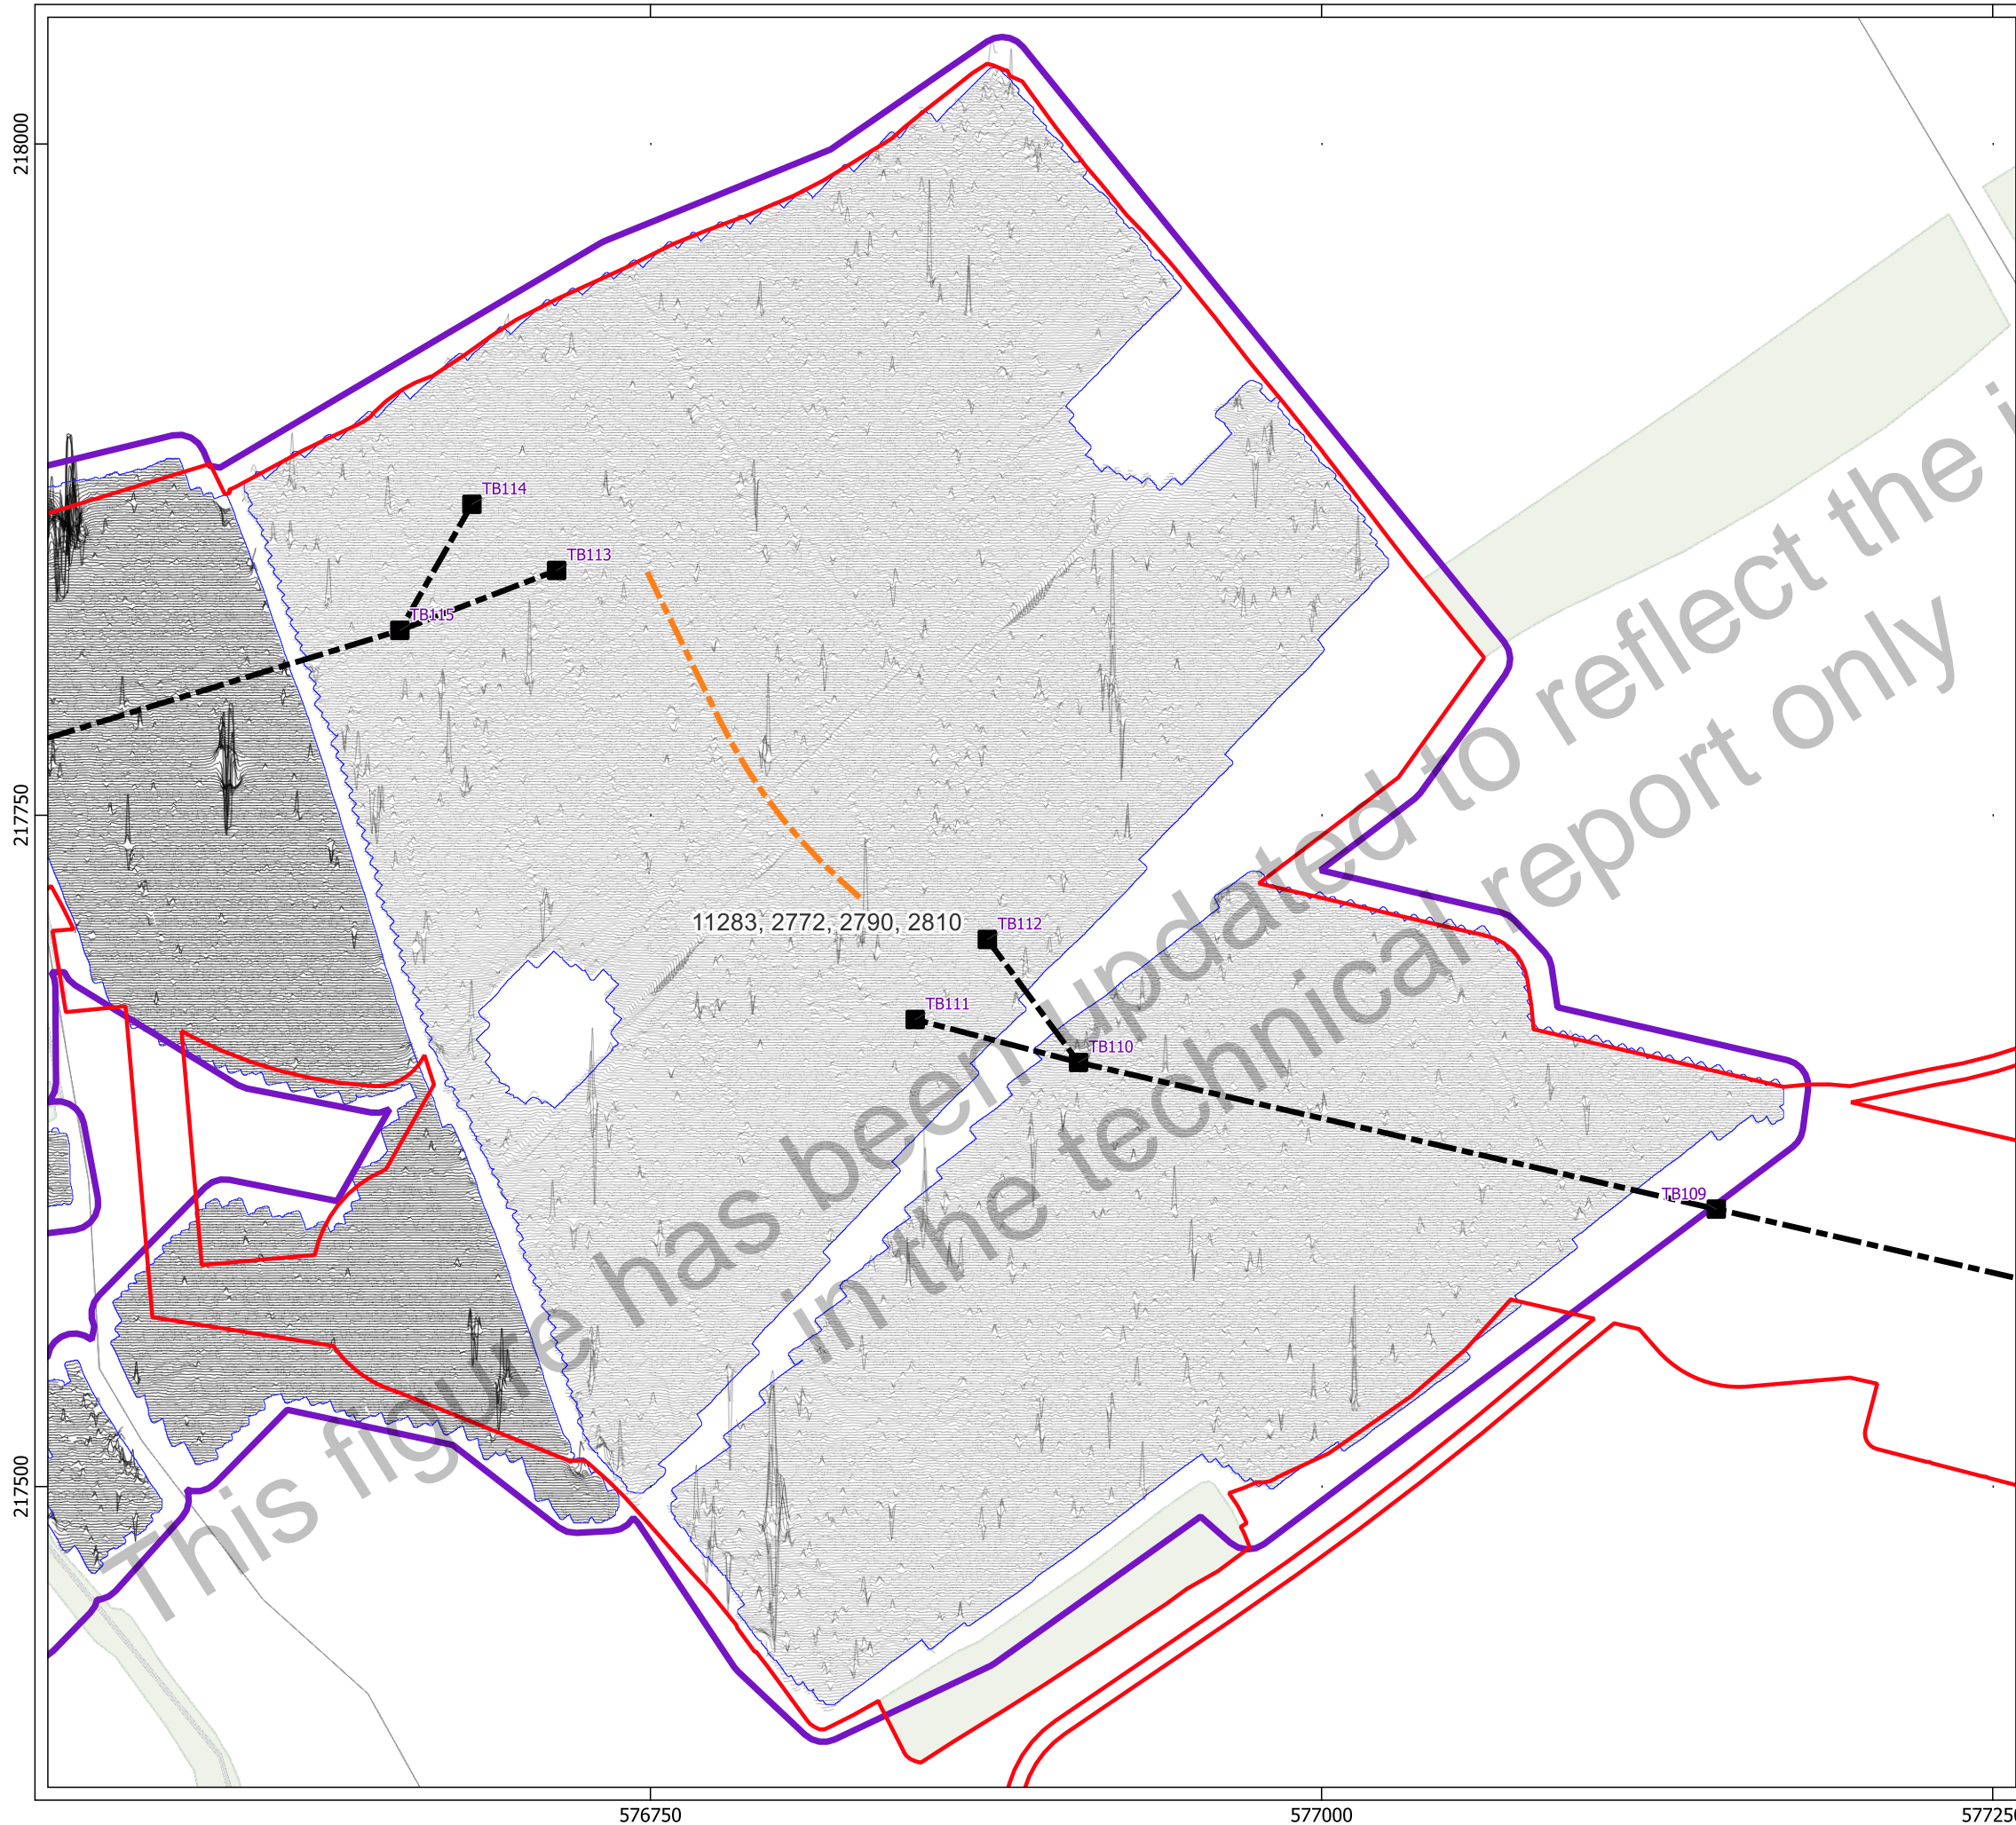 218000
TB114
TB113
TB115
217750
11283, 2772, 2790, 2810
TB112
TB111
TB110
TB109
217500
This figure has been updated to reflect the
in the technical report only
576750
577000